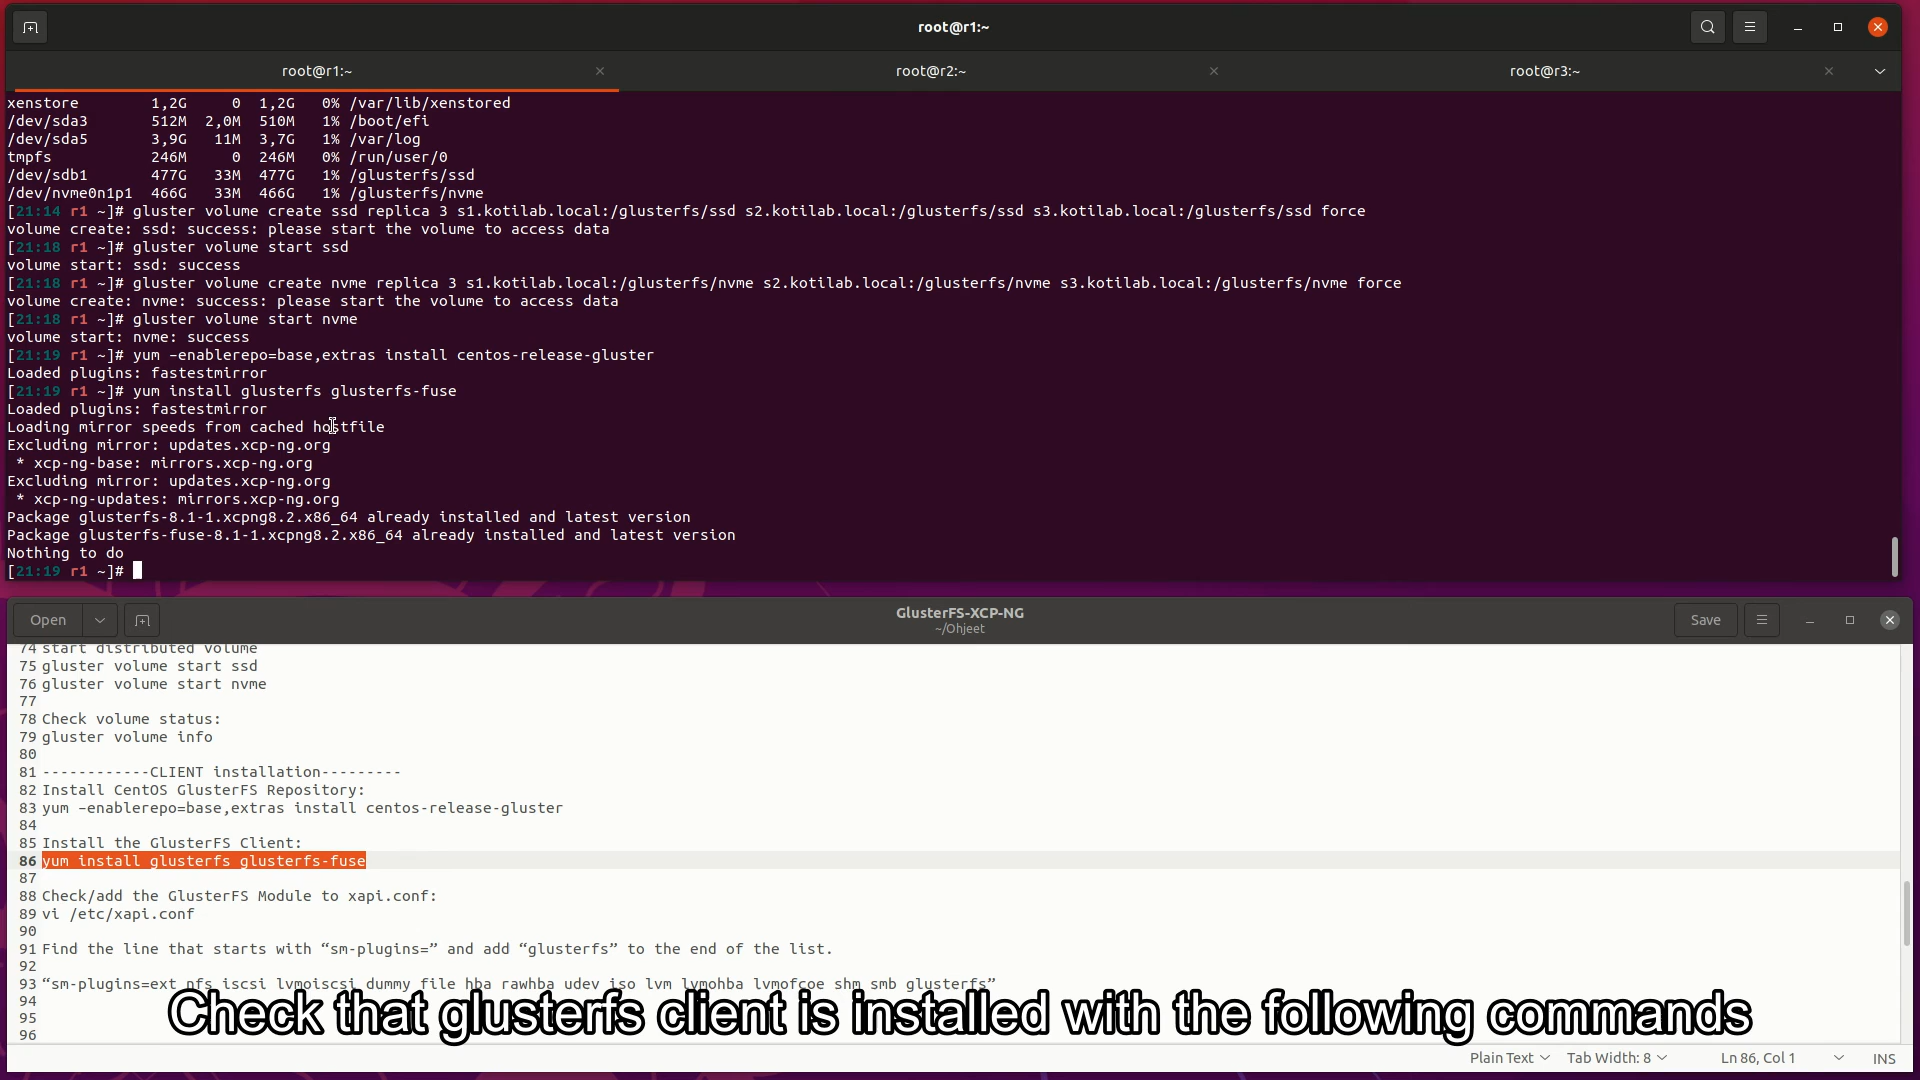 root@r1:~
root@r1:~ root@r2:~ root@r3:~
xenstore 1,2G 0 1,2G 0% /var/lib/xenstored
/dev/sda3 512M 2,0M 510M 1% /boot/efi
/dev/sda5 3,9G 11M 3,7G 1% /var/log
tmpfs 246M 0 246M 0% /run/user/0
/dev/sdb1 477G 33M 477G 1% /glusterfs/ssd
/dev/nvme0n1p1 466G 33M 466G 1% /glusterfs/nvme
[21:14 r1 ~]# gluster volume create ssd replica 3 s1.kotilab.local:/glusterfs/ssd s2.kotilab.local:/glusterfs/ssd s3.kotilab.local:/glusterfs/ssd force
volume create: ssd: success: please start the volume to access data
[21:18 r1 ~]# gluster volume start ssd
volume start: ssd: success
[21:18 r1 ~]# gluster volume create nvme replica 3 s1.kotilab.local:/glusterfs/nvme s2.kotilab.local:/glusterfs/nvme s3.kotilab.local:/glusterfs/nvme force
volume create: nvme: success: please start the volume to access data
[21:18 r1 ~]# gluster volume start nvme
volume start: nvme: success
[21:19 r1 ~]# yum –enablerepo=base,extras install centos-release-gluster
Loaded plugins: fastestmirror
[21:19 r1 ~]# yum install glusterfs glusterfs-fuse
Loaded plugins: fastestmirror
Loading mirror speeds from cached hostfile
Excluding mirror: updates.xcp-ng.org
* xcp-ng-base: mirrors.xcp-ng.org
Excluding mirror: updates.xcp-ng.org
* xcp-ng-updates: mirrors.xcp-ng.org
Package glusterfs-8.1-1.xcpng8.2.x86_64 already installed and latest version
Package glusterfs-fuse-8.1-1.xcpng8.2.x86_64 already installed and latest version
Nothing to do
[21:19 r1 ~]#
Open GlusterFS-XCP-NG Save
~/Ohjeet
74 start distributed volume
75 gluster volume start ssd
76 gluster volume start nvme
77
78 Check volume status:
79 gluster volume info
80
81 ------------CLIENT installation---------
82 Install CentOS GlusterFS Repository:
83 yum –enablerepo=base,extras install centos-release-gluster
84
85 Install the GlusterFS Client:
86 yum install glusterfs glusterfs-fuse
87
88 Check/add the GlusterFS Module to xapi.conf:
89 vi /etc/xapi.conf
90
91 Find the line that starts with “sm-plugins=” and add “glusterfs” to the end of the list.
92
93 “sm-plugins=ext nfs iscsi lvmoiscsi dummy file hba rawhba udev iso lvm lvmohba lvmofcoe shm smb glusterfs”
94
95
96
Check that glusterfs client is installed with the following commands
Plain Text Tab Width: 8 Ln 86, Col 1 INS